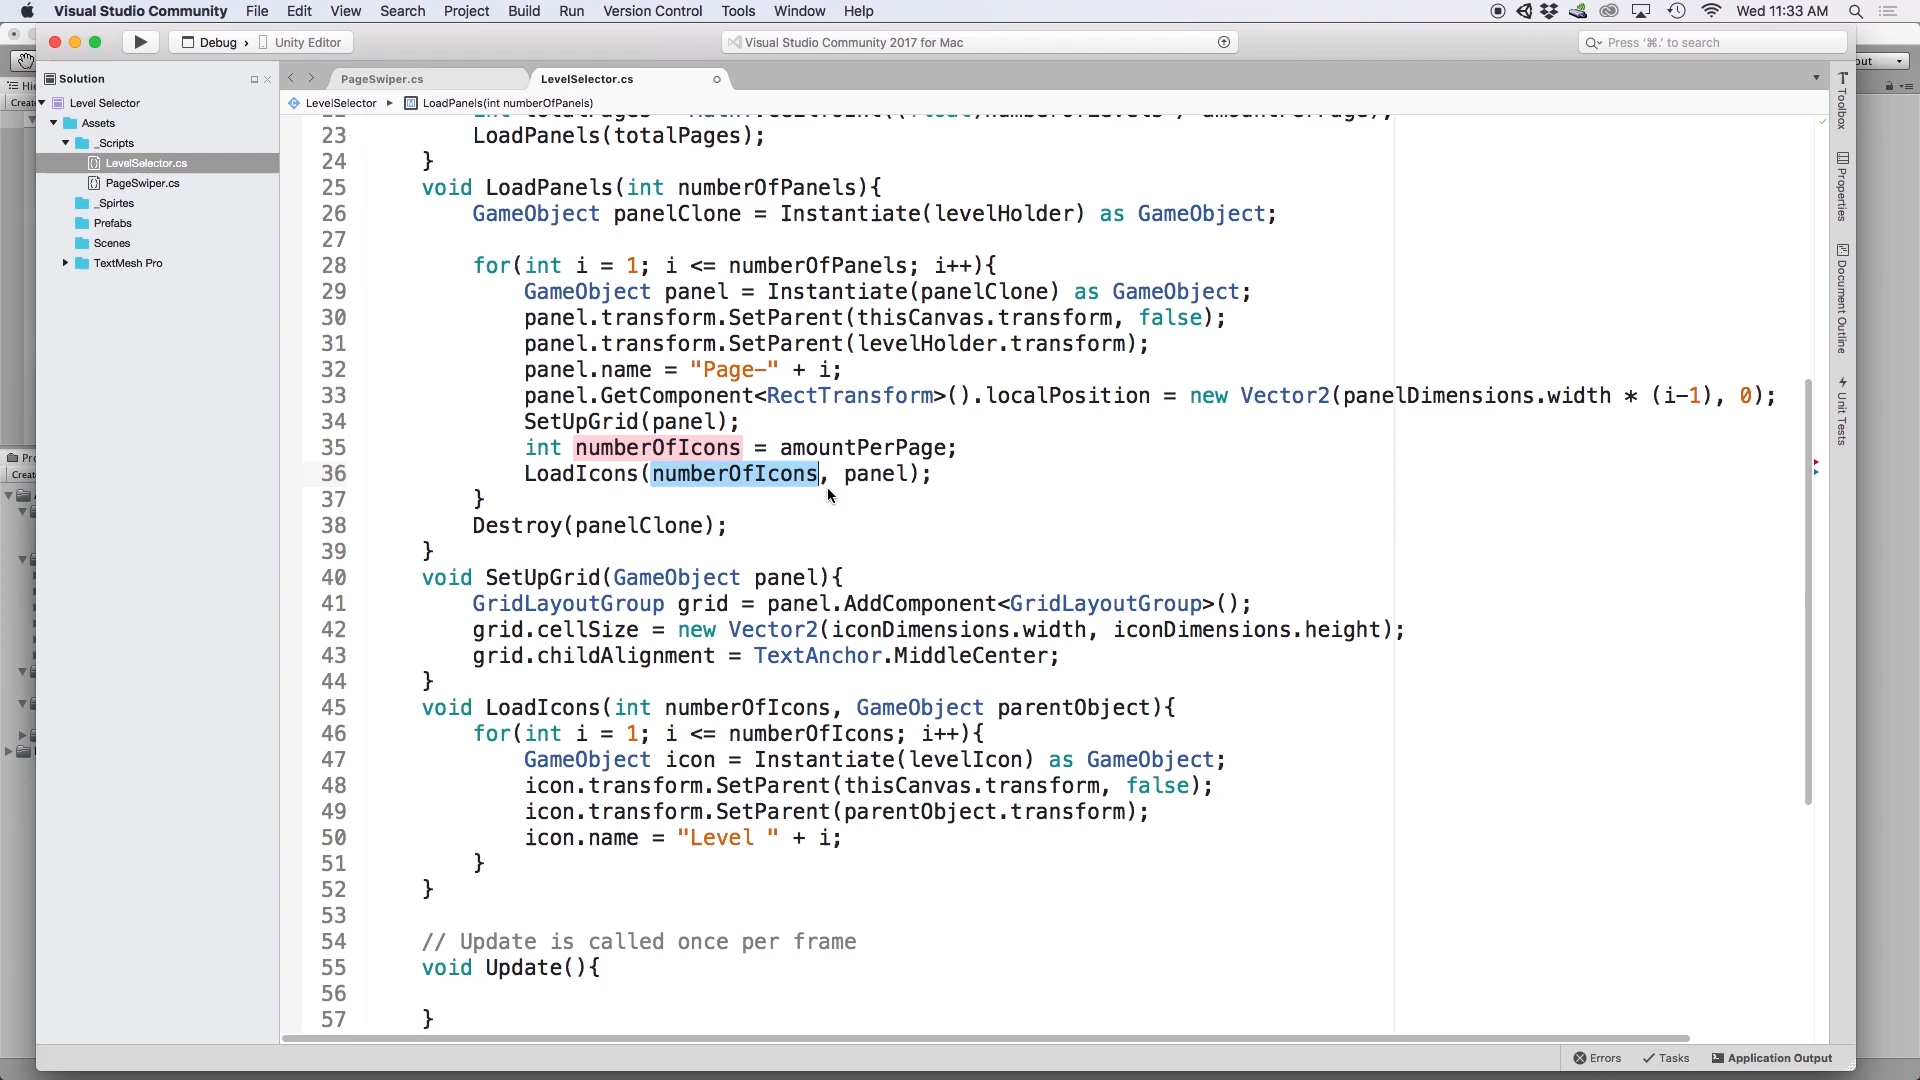 Visual Studio Community File Edit View Search Project Build Run Version Control Tools Window Help Wed 11:33 AM
Debug › Unity Editor Visual Studio Community 2017 for Mac Press '⌘.' to search
Solution PageSwiper.cs LevelSelector.cs
Level Selector LevelSelector ▸ LoadPanels(int numberOfPanels)
Assets
_Scripts
LevelSelector.cs
PageSwiper.cs
_Spirtes
Prefabs
Scenes
TextMesh Pro
23 LoadPanels(totalPages);
24 }
25 void LoadPanels(int numberOfPanels){
26 GameObject panelClone = Instantiate(levelHolder) as GameObject;
27
28 for(int i = 1; i <= numberOfPanels; i++){
29 GameObject panel = Instantiate(panelClone) as GameObject;
30 panel.transform.SetParent(thisCanvas.transform, false);
31 panel.transform.SetParent(levelHolder.transform);
32 panel.name = "Page-" + i;
33 panel.GetComponent<RectTransform>().localPosition = new Vector2(panelDimensions.width * (i-1), 0);
34 SetUpGrid(panel);
35 int numberOfIcons = amountPerPage;
36 LoadIcons(numberOfIcons, panel);
37 }
38 Destroy(panelClone);
39 }
40 void SetUpGrid(GameObject panel){
41 GridLayoutGroup grid = panel.AddComponent<GridLayoutGroup>();
42 grid.cellSize = new Vector2(iconDimensions.width, iconDimensions.height);
43 grid.childAlignment = TextAnchor.MiddleCenter;
44 }
45 void LoadIcons(int numberOfIcons, GameObject parentObject){
46 for(int i = 1; i <= numberOfIcons; i++){
47 GameObject icon = Instantiate(levelIcon) as GameObject;
48 icon.transform.SetParent(thisCanvas.transform, false);
49 icon.transform.SetParent(parentObject.transform);
50 icon.name = "Level " + i;
51 }
52 }
53
54 // Update is called once per frame
55 void Update(){
56
57 }
Toolbox
Properties
Document Outline
Unit Tests
Errors Tasks Application Output